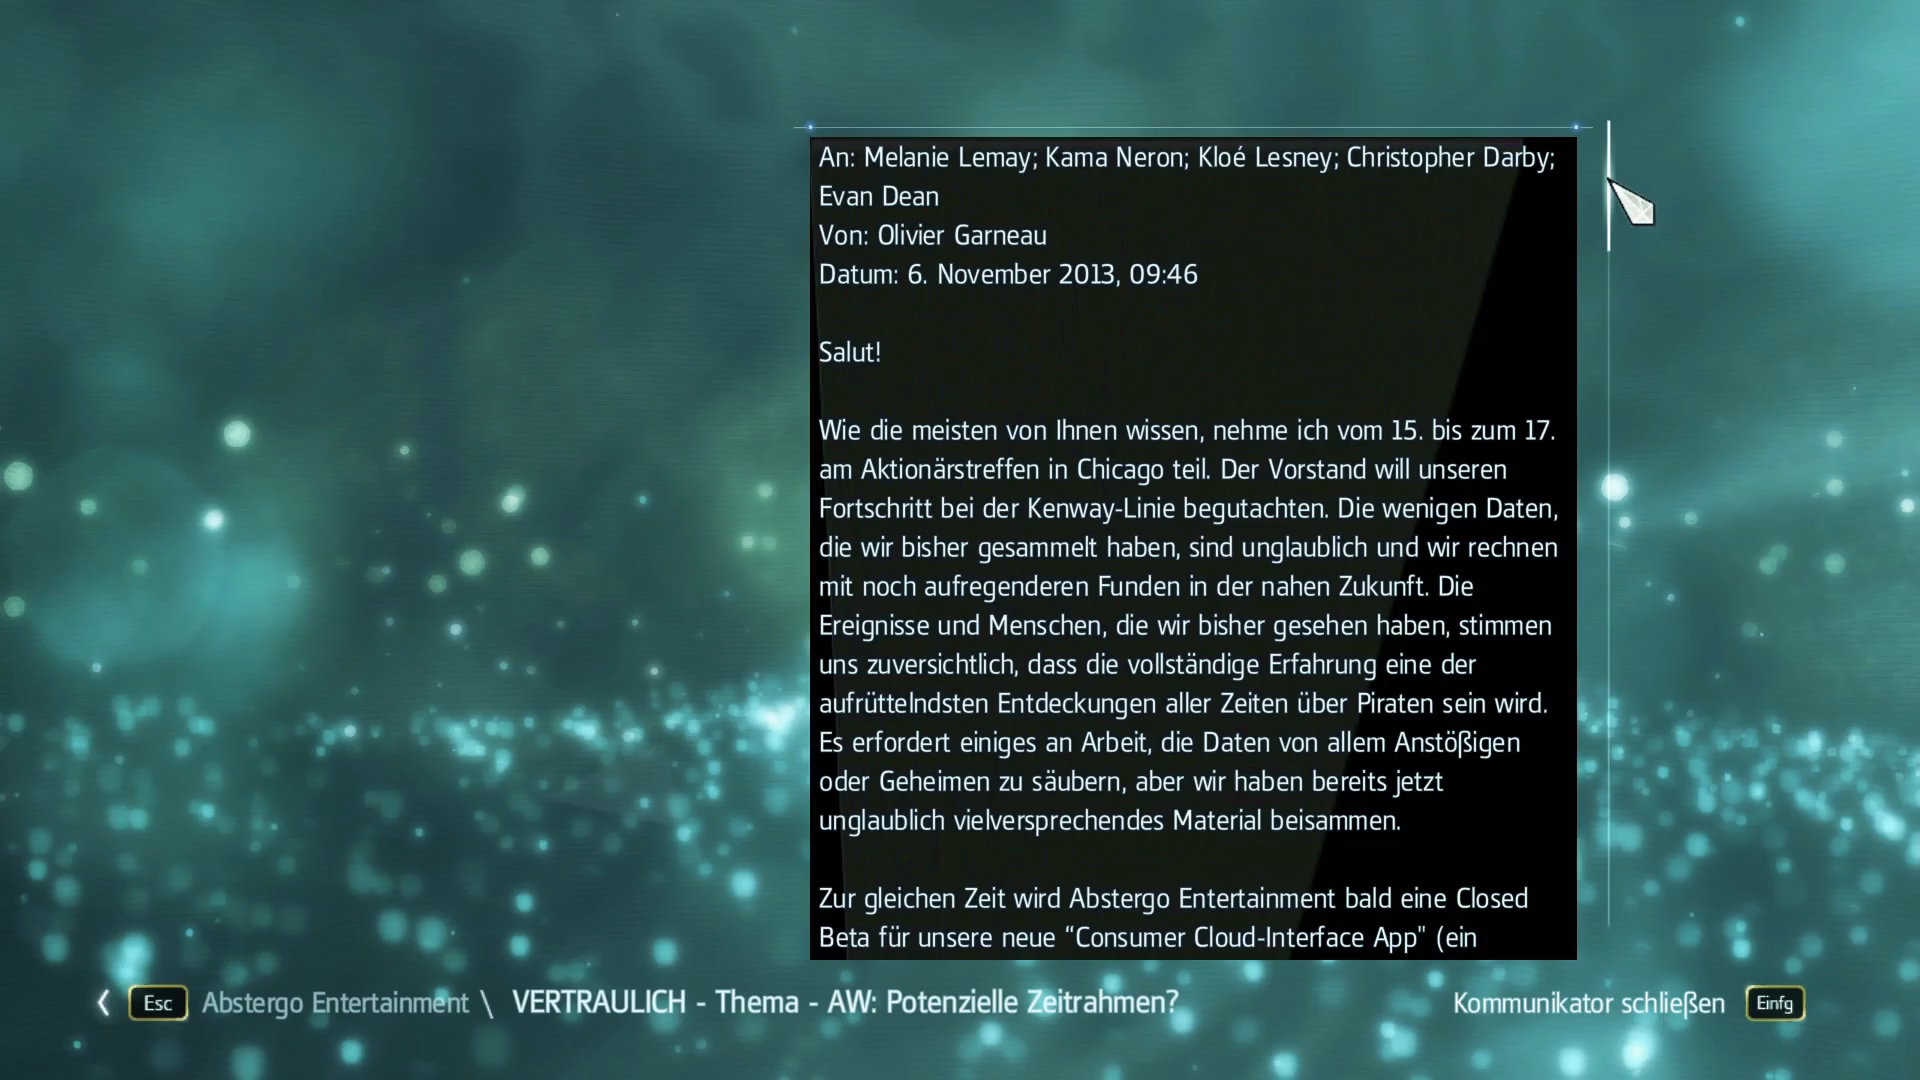 An: Melanie Lemay; Kama Neron; Kloé Lesney; Christopher Darby;
Evan Dean
Von: Olivier Garneau
Datum: 6. November 2013, 09:46
Salut!
Wie die meisten von Ihnen wissen, nehme ich vom 15. bis zum 17.
am Aktionärstreffen in Chicago teil. Der Vorstand will unseren
Fortschritt bei der Kenway-Linie begutachten. Die wenigen Daten,
die wir bisher gesammelt haben, sind unglaublich und wir rechnen
mit noch aufregenderen Funden in der nahen Zukunft. Die
Ereignisse und Menschen, die wir bisher gesehen haben, stimmen
uns zuversichtlich, dass die vollständige Erfahrung eine der
aufrüttelndsten Entdeckungen aller Zeiten über Piraten sein wird.
Es erfordert einiges an Arbeit, die Daten von allem Anstößigen
oder Geheimen zu säubern, aber wir haben bereits jetzt
unglaublich vielversprechendes Material beisammen.
Zur gleichen Zeit wird Abstergo Entertainment bald eine Closed
Beta für unsere neue “Consumer Cloud-Interface App" (ein
Esc Abstergo Entertainment \ VERTRAULICH - Thema - AW: Potenzielle Zeitrahmen? Kommunikator schließen Einfg